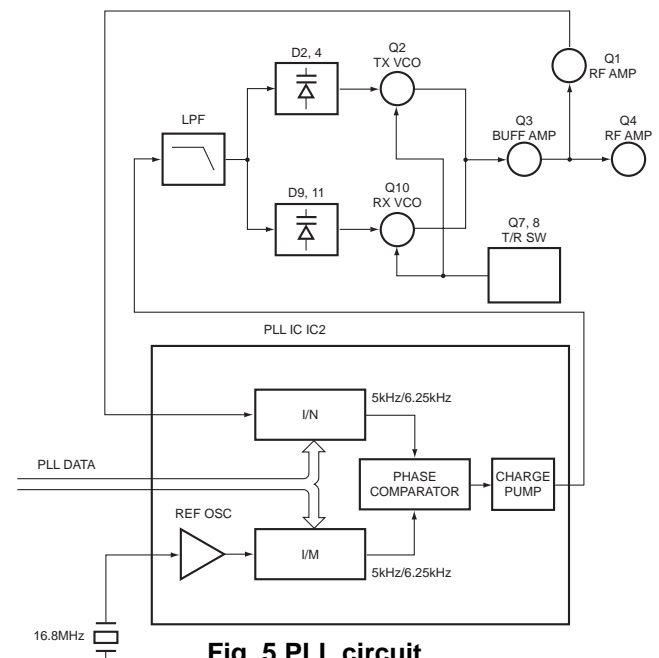 Q2
TX VCO
D2, 4
Q1
RF AMP
LPF
Q3
BUFF AMP
Q4
RF AMP
D9, 11
Q10
RX VCO
Q7, 8
T/R SW
PLL IC IC2
5kHz/6.25kHz
I/N
PLL DATA
PHASE
COMPARATOR
CHARGE
PUMP
REF OSC
I/M
5kHz/6.25kHz
16.8MHz
Fig. 5 PLL circuit